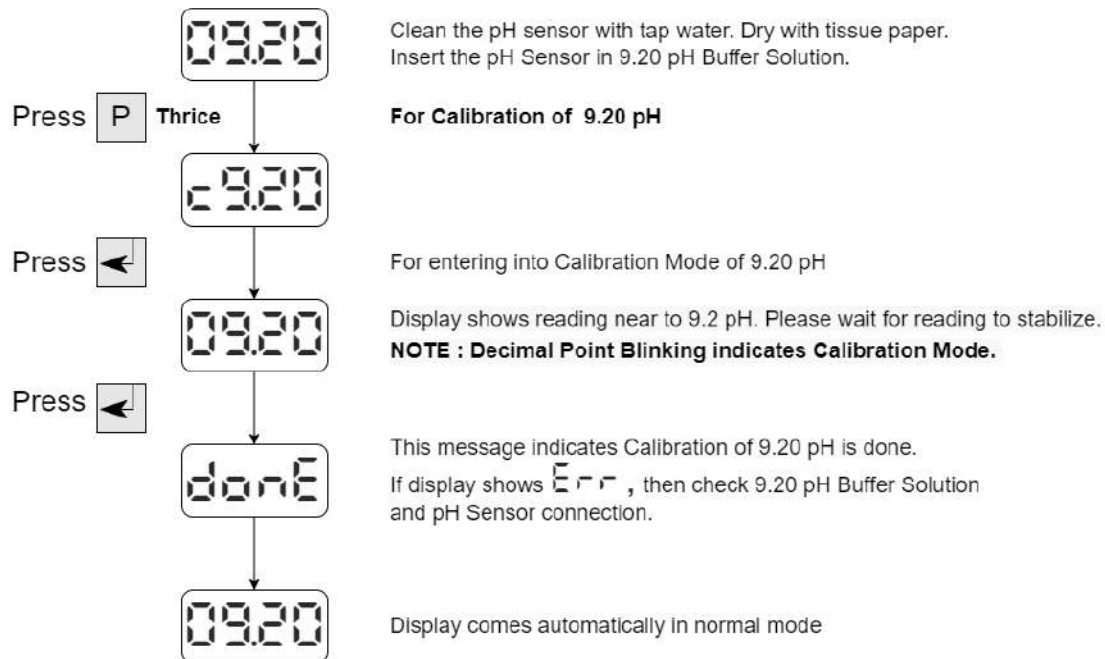 09.20
Clean the pH sensor with tap water. Dry with tissue paper.
Insert the pH Sensor in 9.20 pH Buffer Solution.
Press P Thrice
For Calibration of 9.20 pH
c9.20
Press
For entering into Calibration Mode of 9.20 pH
09.20
Display shows reading near to 9.2 pH. Please wait for reading to stabilize.
NOTE : Decimal Point Blinking indicates Calibration Mode.
Press
donE
This message indicates Calibration of 9.20 pH is done.
If display shows Err, then check 9.20 pH Buffer Solution
and pH Sensor connection.
09.20
Display comes automatically in normal mode